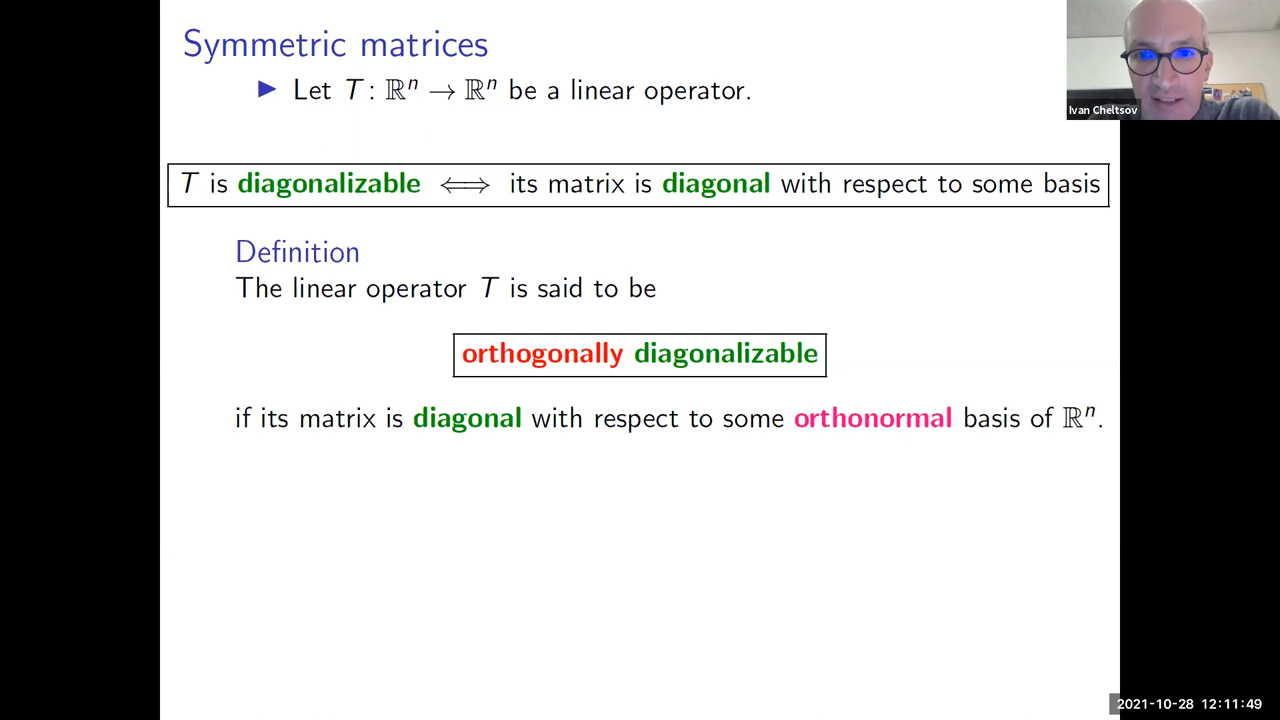 Symmetric matrices
▶ Let T : ℝⁿ → ℝⁿ be a linear operator.
Ivan Cheltsov
T is diagonalizable ⟺ its matrix is diagonal with respect to some basis
Definition
The linear operator T is said to be
orthogonally diagonalizable
if its matrix is diagonal with respect to some orthonormal basis of ℝⁿ.
2021-10-28 12:11:49